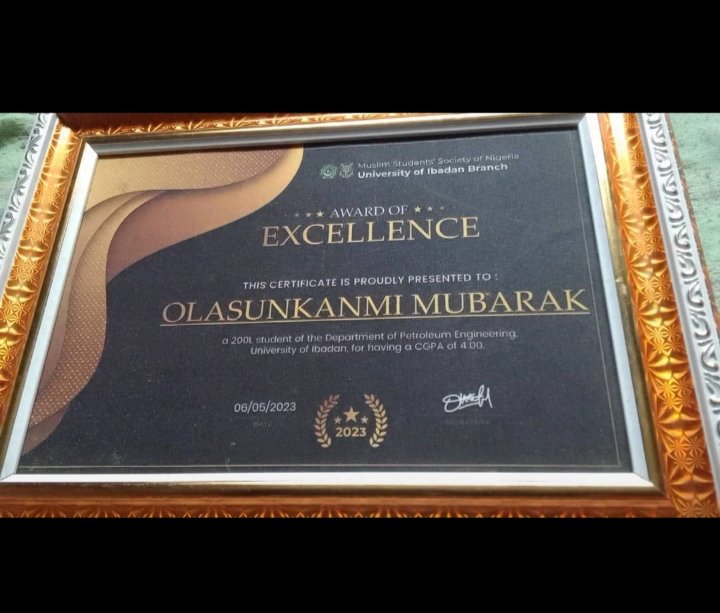 Muslim Students' Society of Nigeria
University of Ibadan Branch
AWARD OF
EXCELLENCE
THIS CERTIFICATE IS PROUDLY PRESENTED TO :
OLASUNKANMI MUBARAK
a 200L student of the Department of Petroleum Engineering,
University of Ibadan, for having a CGPA of 4.00.
06/05/2023
DATE
2023
SIGNATURE